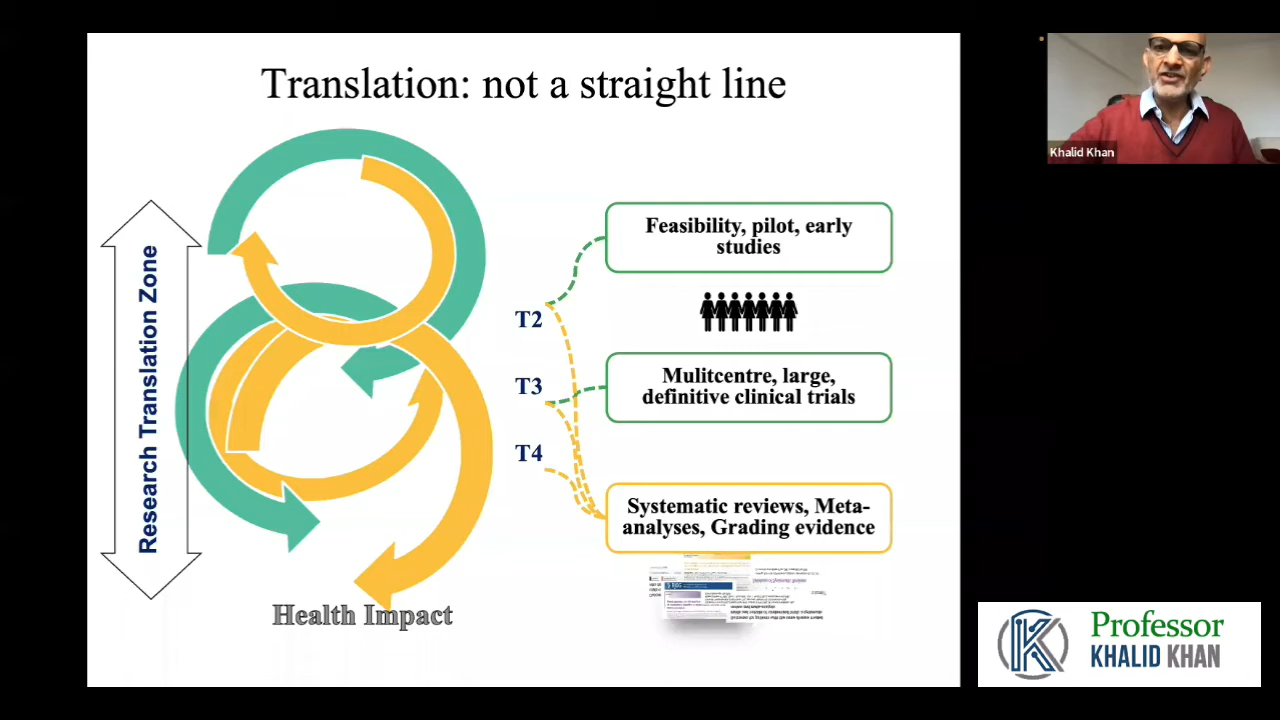 Translation: not a straight line
Research Translation Zone
T2
T3
T4
Feasibility, pilot, early
studies
Mulitcentre, large,
definitive clinical trials
Systematic reviews, Meta-
analyses, Grading evidence
Health Impact
Khalid Khan
Professor
KHALID KHAN